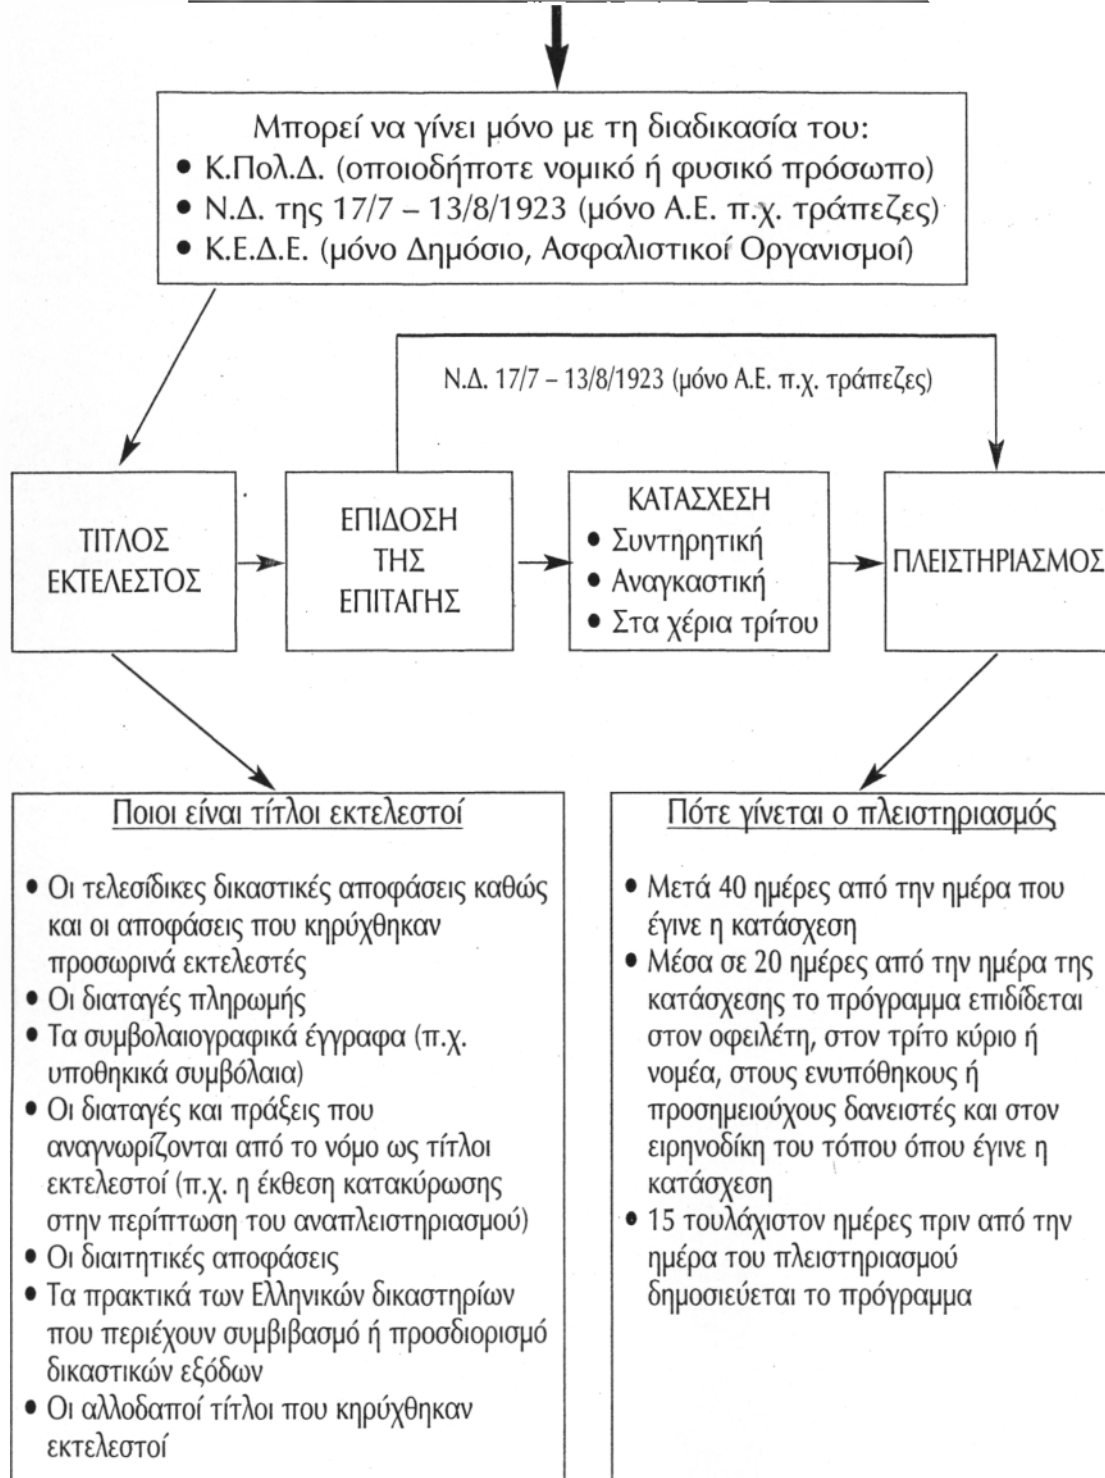 Μπορεί να γίνει μόνο με τη διαδικασία του:
• Κ.Πολ.Δ. (οποιοδήποτε νομικό ή φυσικό πρόσωπο)
• Ν.Δ. της 17/7 – 13/8/1923 (μόνο Α.Ε. π.χ. τράπεζες)
• Κ.Ε.Δ.Ε. (μόνο Δημόσιο, Ασφαλιστικοί Οργανισμοί)
Ν.Δ. 17/7 – 13/8/1923 (μόνο Α.Ε. π.χ. τράπεζες)
ΤΙΤΛΟΣ
ΕΚΤΕΛΕΣΤΟΣ
ΕΠΙΔΟΣΗ
ΤΗΣ
ΕΠΙΤΑΓΗΣ
ΚΑΤΑΣΧΕΣΗ
• Συντηρητική
• Αναγκαστική
• Στα χέρια τρίτου
ΠΛΕΙΣΤΗΡΙΑΣΜΟΣ
Ποιοι είναι τίτλοι εκτελεστοί
• Οι τελεσίδικες δικαστικές αποφάσεις καθώς
και οι αποφάσεις που κηρύχθηκαν
προσωρινά εκτελεστές
• Οι διαταγές πληρωμής
• Τα συμβολαιογραφικά έγγραφα (π.χ.
υποθηκικά συμβόλαια)
• Οι διαταγές και πράξεις που
αναγνωρίζονται από το νόμο ως τίτλοι
εκτελεστοί (π.χ. η έκθεση κατακύρωσης
στην περίπτωση του αναπλειστηριασμού)
• Οι διαιτητικές αποφάσεις
• Τα πρακτικά των Ελληνικών δικαστηρίων
που περιέχουν συμβιβασμό ή προσδιορισμό
δικαστικών εξόδων
• Οι αλλοδαποί τίτλοι που κηρύχθηκαν
εκτελεστοί
Πότε γίνεται ο πλειστηριασμός
• Μετά 40 ημέρες από την ημέρα που
έγινε η κατάσχεση
• Μέσα σε 20 ημέρες από την ημέρα της
κατάσχεσης το πρόγραμμα επιδίδεται
στον οφειλέτη, στον τρίτο κύριο ή
νομέα, στους ενυπόθηκους ή
προσημειούχους δανειστές και στον
ειρηνοδίκη του τόπου όπου έγινε η
κατάσχεση
• 15 τουλάχιστον ημέρες πριν από την
ημέρα του πλειστηριασμού
δημοσιεύεται το πρόγραμμα